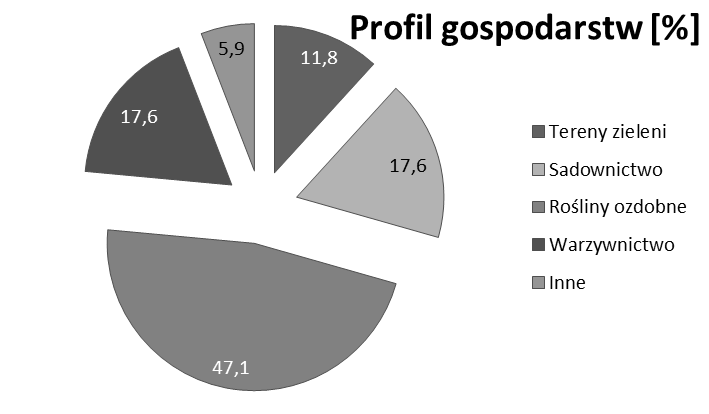 Profil gospodarstw [%]
5,9
11,8
17,6
17,6
47,1
Tereny zieleni
Sadownictwo
Rośliny ozdobne
Warzywnictwo
Inne